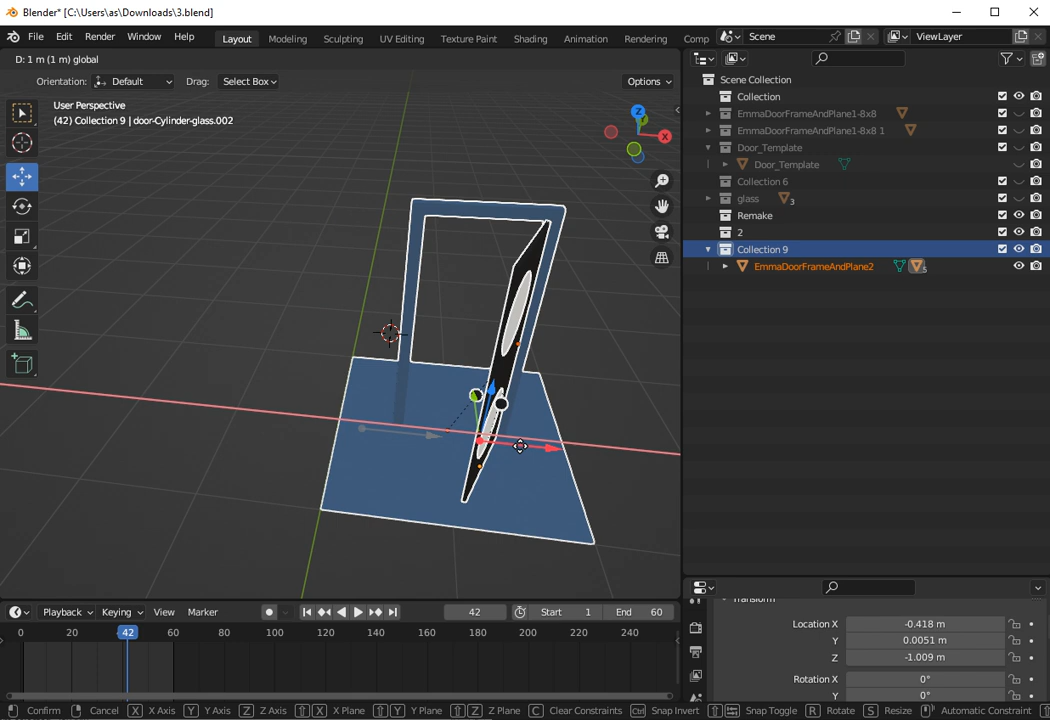 Blender* [C:\Users\as\Downloads\3.blend]
File Edit Render Window Help Layout Modeling Sculpting UV Editing Texture Paint Shading Animation Rendering Comp Scene ViewLayer
D: 1 m (1 m) global
Orientation: Default Drag: Select Box Options
User Perspective
(42) Collection 9 | door-Cylinder-glass.002
Z
Y
X
Scene Collection
Collection
EmmaDoorFrameAndPlane1-8x8
EmmaDoorFrameAndPlane1-8x8 1
Door_Template
Door_Template
Collection 6
glass 3
Remake
2
Collection 9
EmmaDoorFrameAndPlane2 5
Transform
Location X -0.418 m
Y 0.0051 m
Z -1.009 m
Rotation X 0°
Y 0°
Playback Keying View Marker 42 Start 1 End 60
0 20 42 60 80 100 120 140 160 180 200 220 240
Confirm Cancel X X Axis Y Y Axis Z Z Axis X X Plane Y Y Plane Z Z Plane C Clear Constraints Ctrl Snap Invert Snap Toggle G Move R Rotate S Resize Automatic Constraint